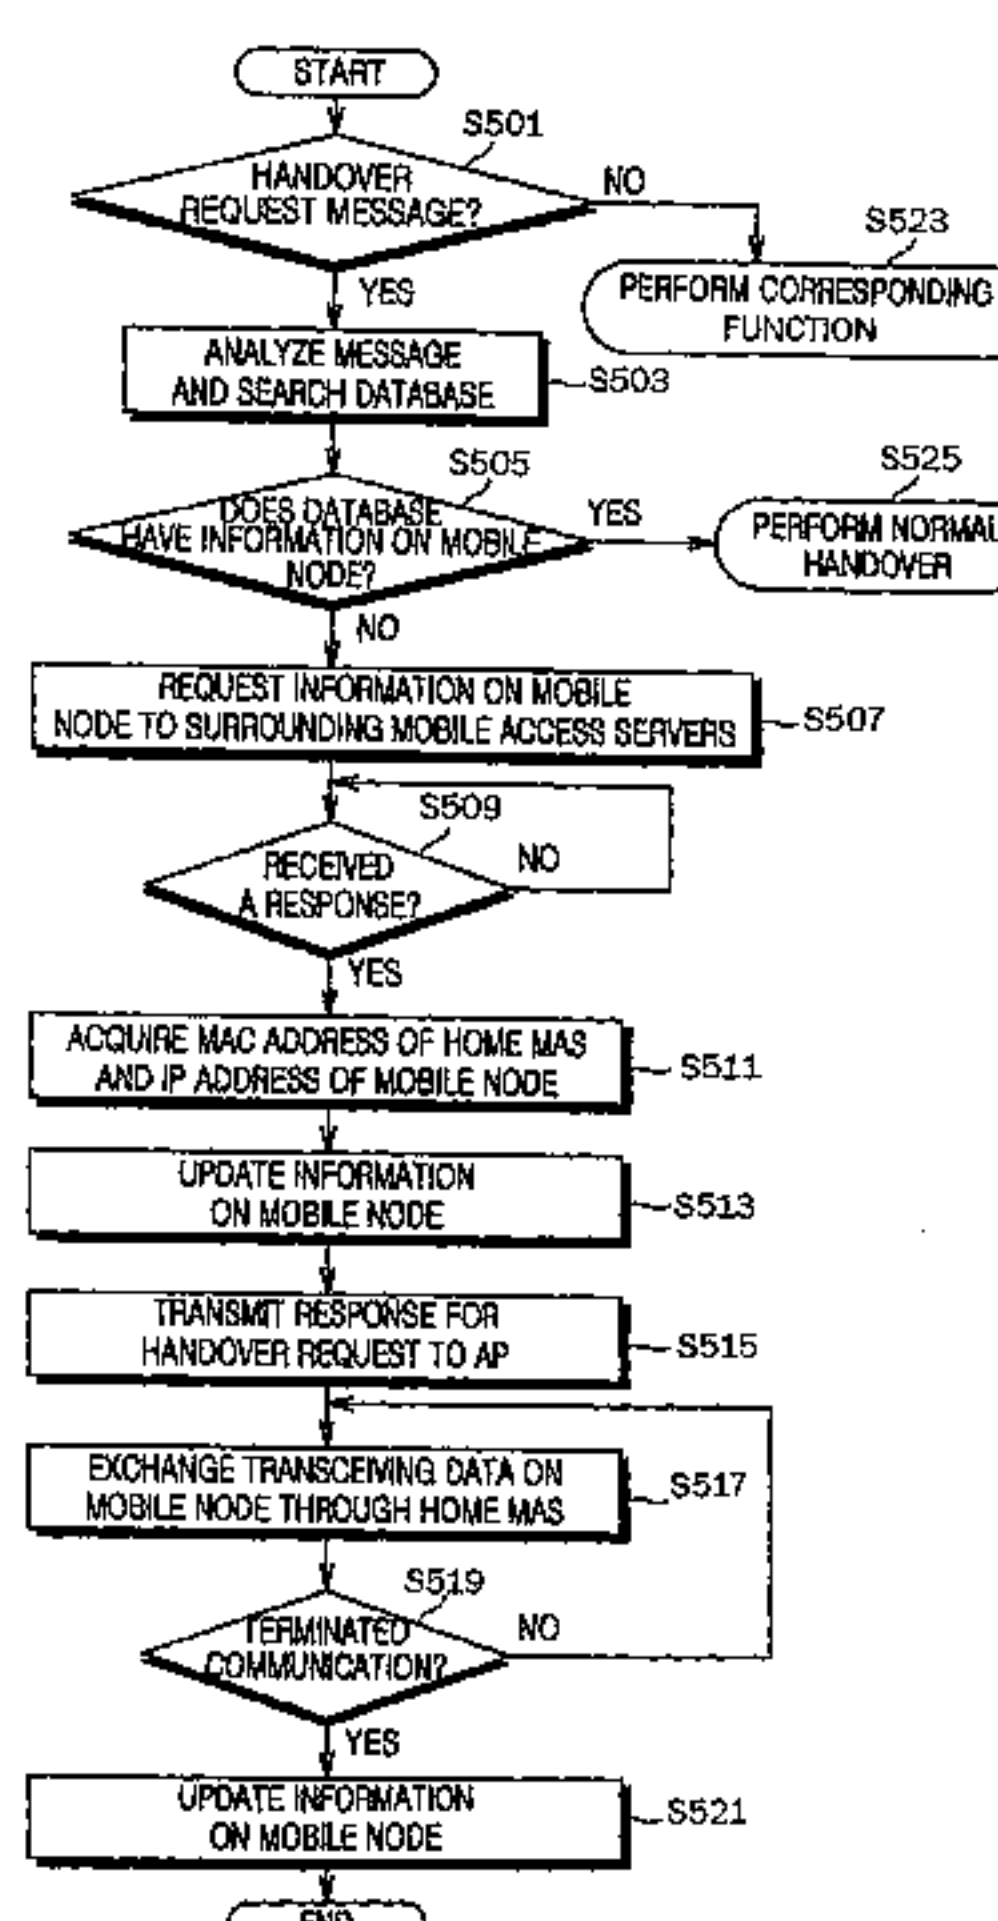 START
S501
HANDOVER
REQUEST MESSAGE?
NO
S523
PERFORM CORRESPONDING
FUNCTION
YES
ANALYZE MESSAGE
AND SEARCH DATABASE
S503
S505
DOES DATABASE
HAVE INFORMATION ON MOBILE
NODE?
YES
S525
PERFORM NORMAL
HANDOVER
NO
REQUEST INFORMATION ON MOBILE
NODE TO SURROUNDING MOBILE ACCESS SERVERS
S507
S509
RECEIVED
A RESPONSE?
NO
YES
ACQUIRE MAC ADDRESS OF HOME MAS
AND IP ADDRESS OF MOBILE NODE
S511
UPDATE INFORMATION
ON MOBILE NODE
S513
TRANSMIT RESPONSE FOR
HANDOVER REQUEST TO AP
S515
EXCHANGE TRANSCEIVING DATA ON
MOBILE NODE THROUGH HOME MAS
S517
S519
TERMINATED
COMMUNICATION?
NO
YES
UPDATE INFORMATION
ON MOBILE NODE
S521
END